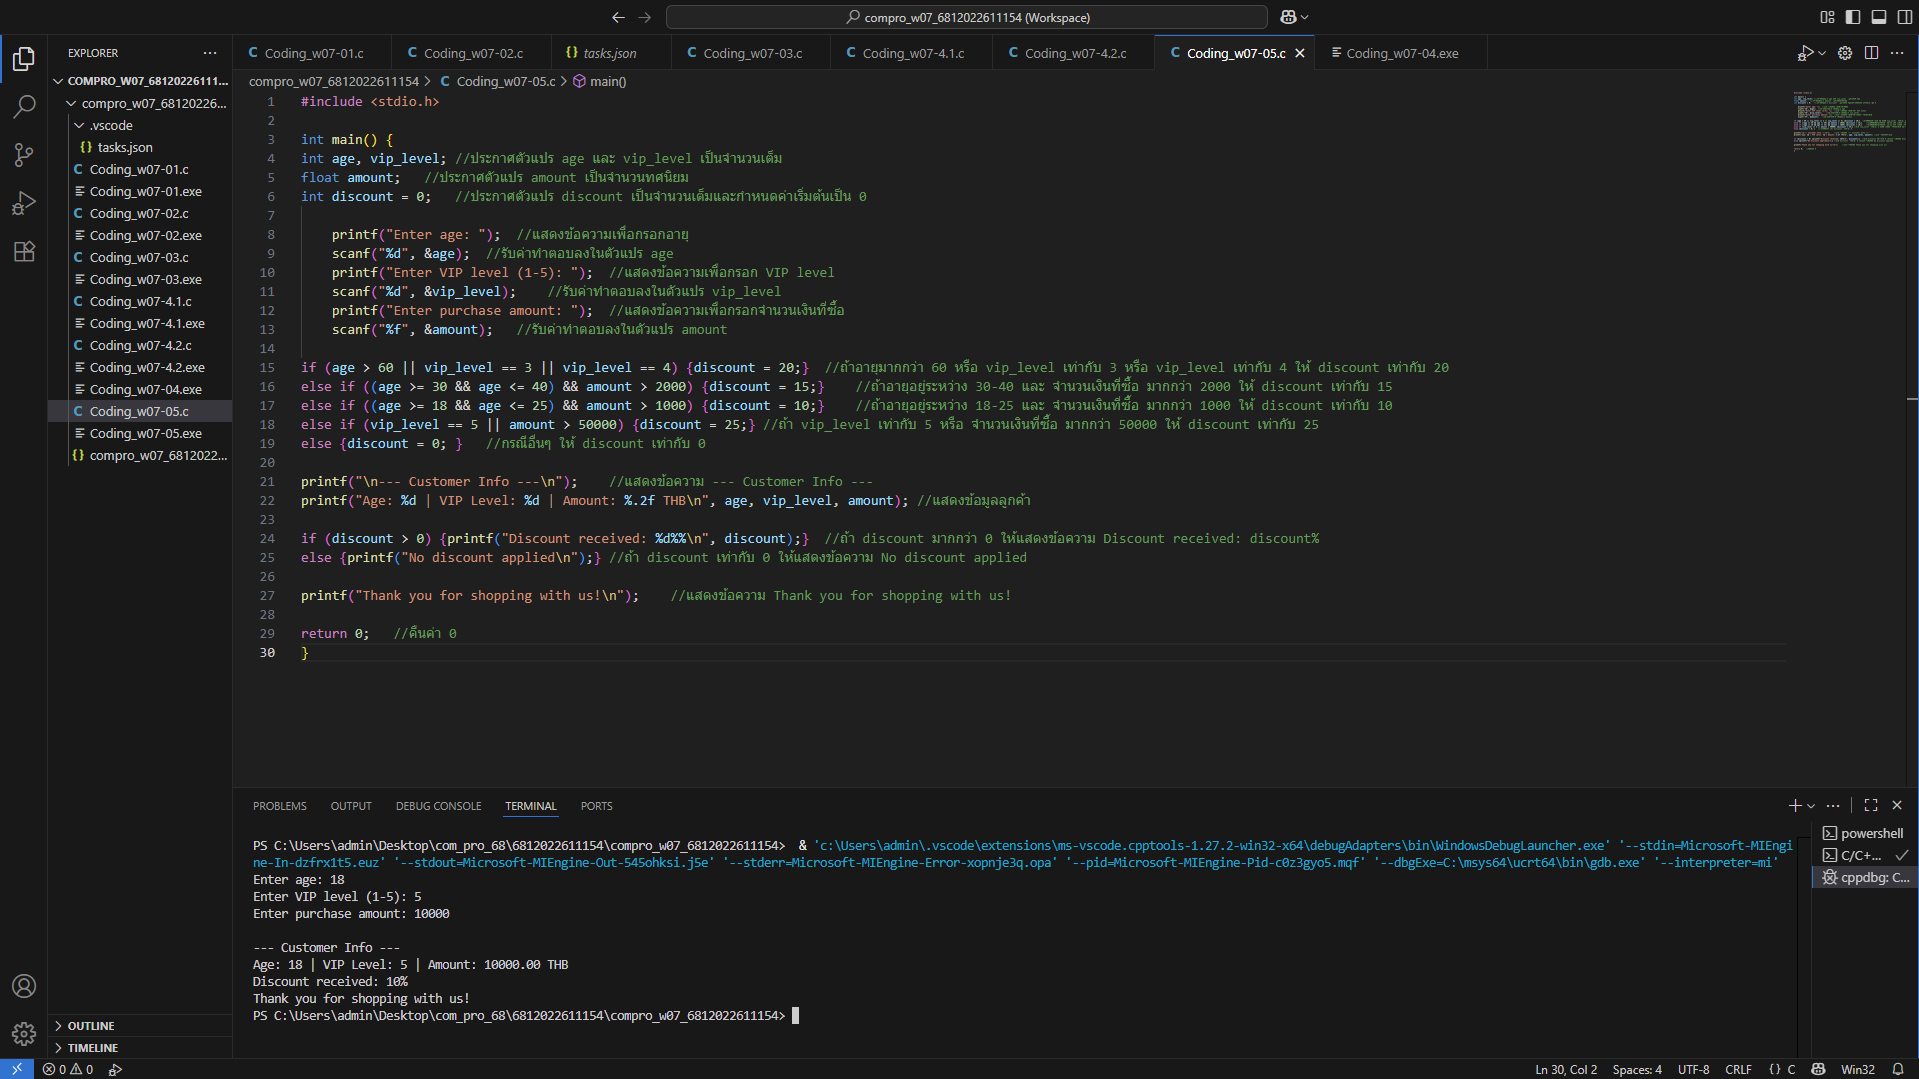 compro_w07_6812022611154 (Workspace)
EXPLORER
Coding_w07-01.c
Coding_w07-02.c
tasks.json
Coding_w07-03.c
Coding_w07-4.1.c
Coding_w07-4.2.c
Coding_w07-05.c
Coding_w07-04.exe
COMPRO_W07_68120226111...
compro_w07_68120226...
.vscode
tasks.json
Coding_w07-01.c
Coding_w07-01.exe
Coding_w07-02.c
Coding_w07-02.exe
Coding_w07-03.c
Coding_w07-03.exe
Coding_w07-4.1.c
Coding_w07-4.1.exe
Coding_w07-4.2.c
Coding_w07-4.2.exe
Coding_w07-04.exe
Coding_w07-05.c
Coding_w07-05.exe
compro_w07_6812022...
OUTLINE
TIMELINE
compro_w07_6812022611154 > C Coding_w07-05.c > main()
1 #include <stdio.h>
2
3 int main() {
4 int age, vip_level; //ประกาศตัวแปร age และ vip_level เป็นจำนวนเต็ม
5 float amount; //ประกาศตัวแปร amount เป็นจำนวนทศนิยม
6 int discount = 0; //ประกาศตัวแปร discount เป็นจำนวนเต็มและกำหนดค่าเริ่มต้นเป็น 0
7
8 printf("Enter age: "); //แสดงข้อความเพื่อกรอกอายุ
9 scanf("%d", &age); //รับค่าทำตอบลงในตัวแปร age
10 printf("Enter VIP level (1-5): "); //แสดงข้อความเพื่อกรอก VIP level
11 scanf("%d", &vip_level); //รับค่าทำตอบลงในตัวแปร vip_level
12 printf("Enter purchase amount: "); //แสดงข้อความเพื่อกรอกจำนวนเงินที่ซื้อ
13 scanf("%f", &amount); //รับค่าทำตอบลงในตัวแปร amount
14
15 if (age > 60 || vip_level == 3 || vip_level == 4) {discount = 20;} //ถ้าอายุมากกว่า 60 หรือ vip_level เท่ากับ 3 หรือ vip_level เท่ากับ 4 ให้ discount เท่ากับ 20
16 else if ((age >= 30 && age <= 40) && amount > 2000) {discount = 15;} //ถ้าอายุอยู่ระหว่าง 30-40 และ จำนวนเงินที่ซื้อ มากกว่า 2000 ให้ discount เท่ากับ 15
17 else if ((age >= 18 && age <= 25) && amount > 1000) {discount = 10;} //ถ้าอายุอยู่ระหว่าง 18-25 และ จำนวนเงินที่ซื้อ มากกว่า 1000 ให้ discount เท่ากับ 10
18 else if (vip_level == 5 || amount > 50000) {discount = 25;} //ถ้า vip_level เท่ากับ 5 หรือ จำนวนเงินที่ซื้อ มากกว่า 50000 ให้ discount เท่ากับ 25
19 else {discount = 0; } //กรณีอื่นๆ ให้ discount เท่ากับ 0
20
21 printf("\n--- Customer Info ---\n"); //แสดงข้อความ --- Customer Info ---
22 printf("Age: %d | VIP Level: %d | Amount: %.2f THB\n", age, vip_level, amount); //แสดงข้อมูลลูกค้า
23
24 if (discount > 0) {printf("Discount received: %d%%\n", discount);} //ถ้า discount มากกว่า 0 ให้แสดงข้อความ Discount received: discount%
25 else {printf("No discount applied\n");} //ถ้า discount เท่ากับ 0 ให้แสดงข้อความ No discount applied
26
27 printf("Thank you for shopping with us!\n"); //แสดงข้อความ Thank you for shopping with us!
28
29 return 0; //คืนค่า 0
30 }
PROBLEMS OUTPUT DEBUG CONSOLE TERMINAL PORTS
PS C:\Users\admin\Desktop\com_pro_68\6812022611154\compro_w07_6812022611154> & 'c:\Users\admin\.vscode\extensions\ms-vscode.cpptools-1.27.2-win32-x64\debugAdapters\bin\WindowsDebugLauncher.exe' '--stdin=Microsoft-MIEngi
ne-In-dzfrx1t5.euz' '--stdout=Microsoft-MIEngine-Out-545ohksi.j5e' '--stderr=Microsoft-MIEngine-Error-xopnje3q.opa' '--pid=Microsoft-MIEngine-Pid-c0z3gyo5.mqf' '--dbgExe=C:\msys64\ucrt64\bin\gdb.exe' '--interpreter=mi'
Enter age: 18
Enter VIP level (1-5): 5
Enter purchase amount: 10000
--- Customer Info ---
Age: 18 | VIP Level: 5 | Amount: 10000.00 THB
Discount received: 10%
Thank you for shopping with us!
PS C:\Users\admin\Desktop\com_pro_68\6812022611154\compro_w07_6812022611154>
powershell
C/C+...
cppdbg: C...
0 0
Ln 30, Col 2 Spaces: 4 UTF-8 CRLF {} C Win32